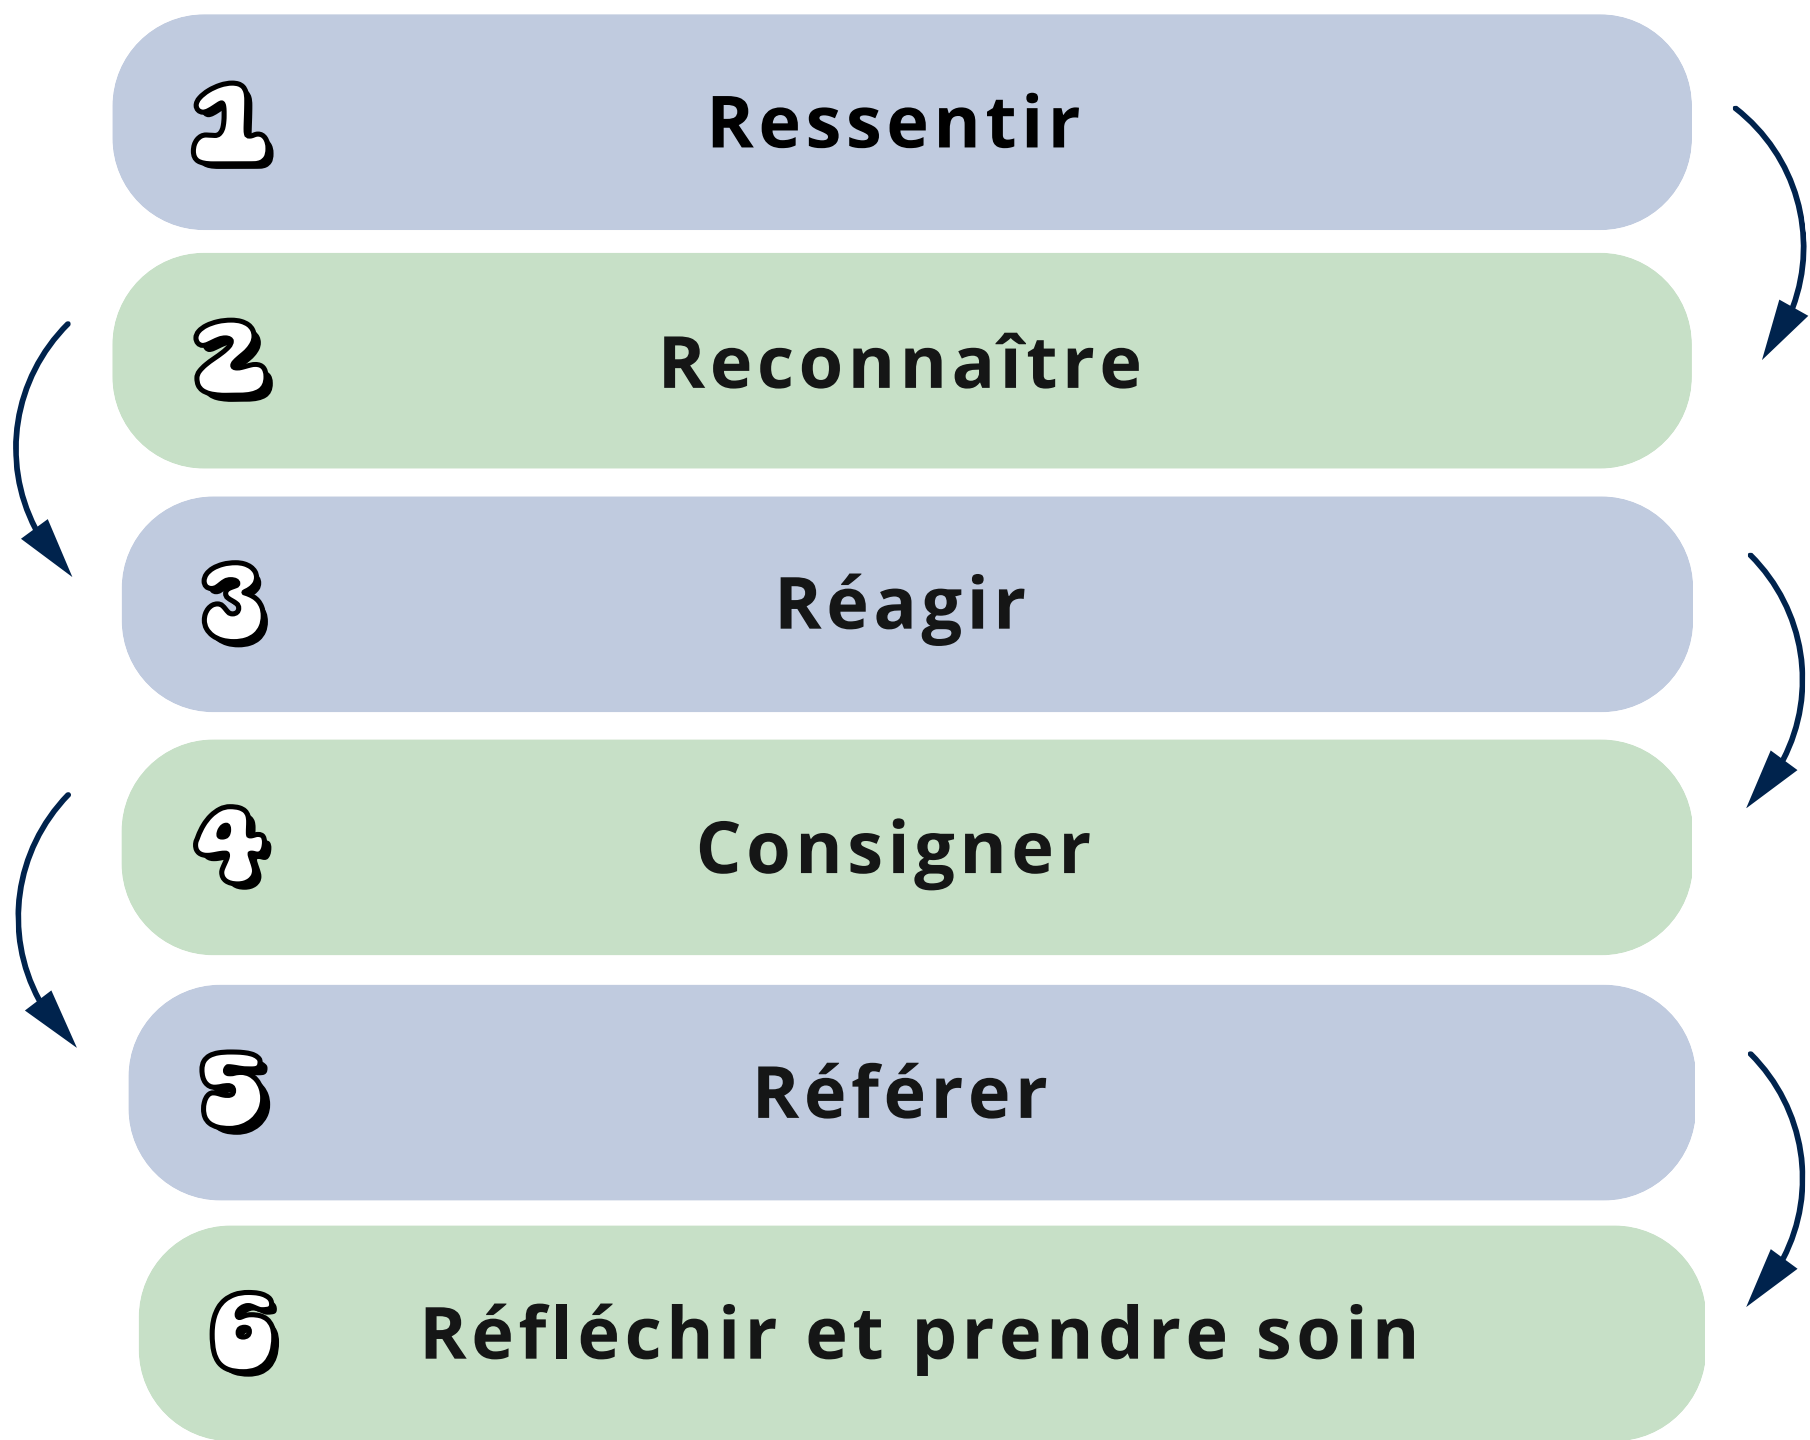 1 Ressentir
2 Reconnaître
3 Réagir
4 Consigner
5 Référer
6 Réfléchir et prendre soin